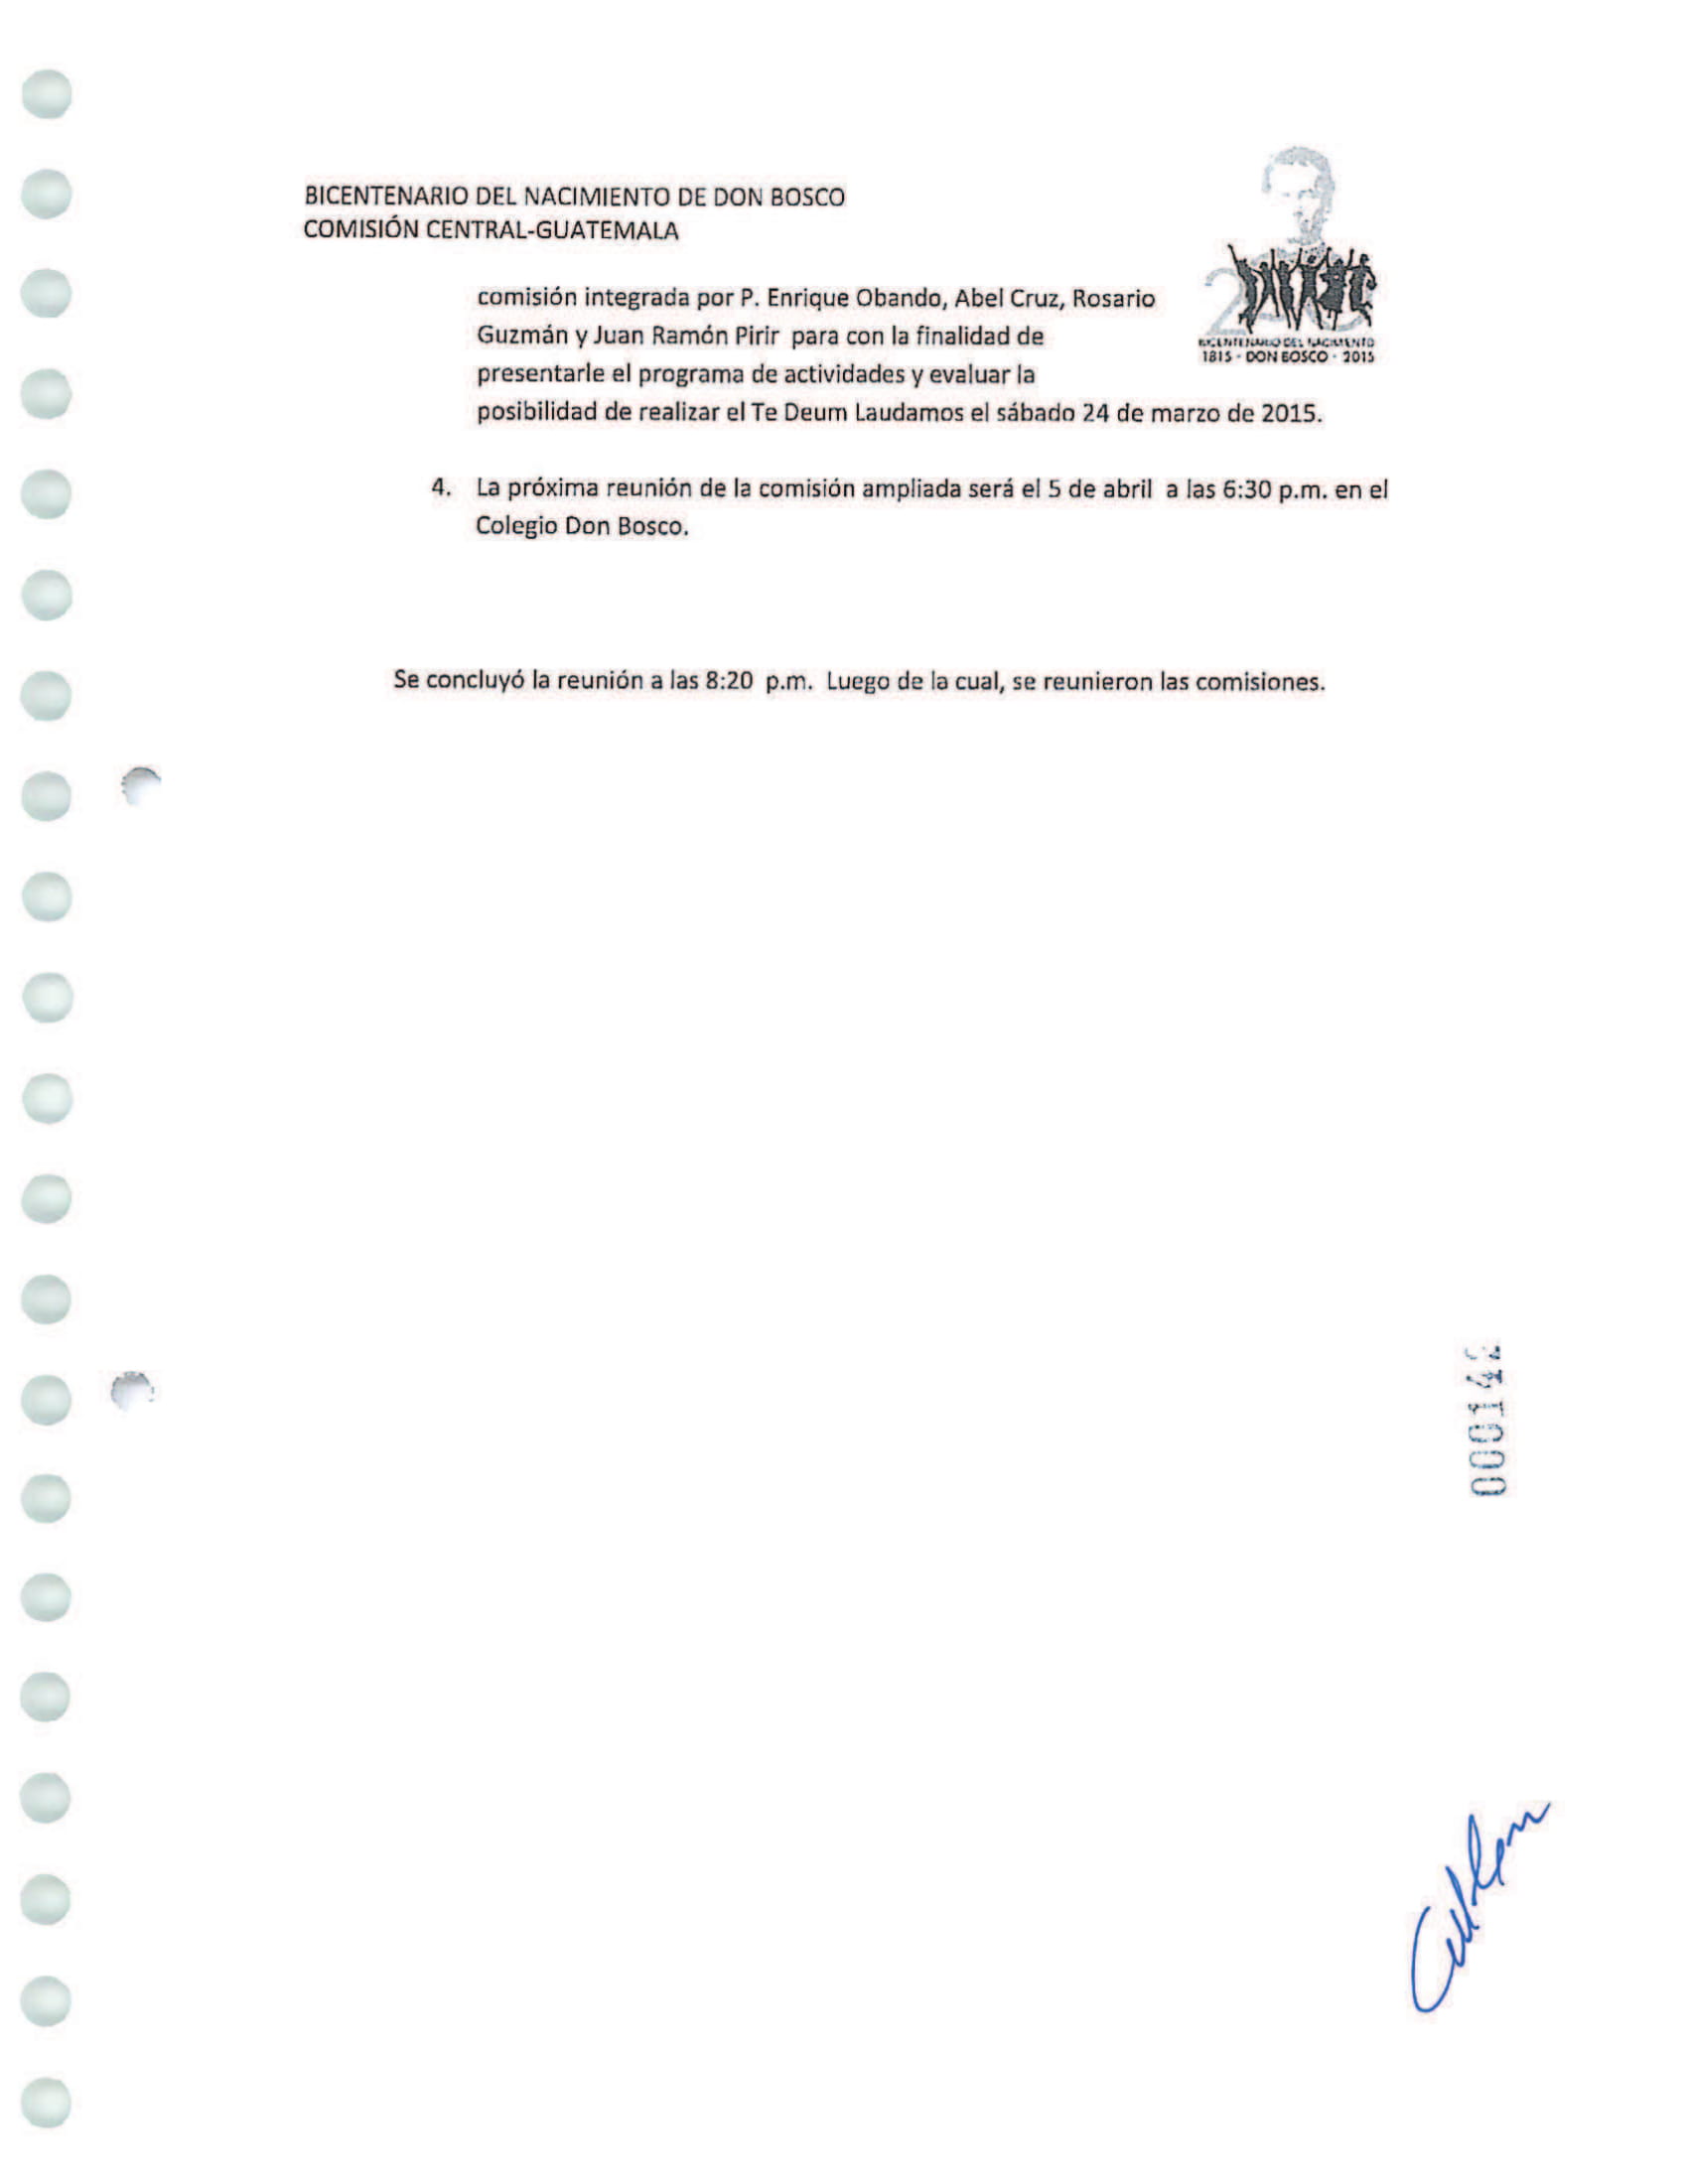 BICENTENARIO DEL NACIMIENTO DE DON BOSCO
COMISIÓN CENTRAL-GUATEMALA
BICENTENARIO DEL NACIMIENTO
1815 - DON BOSCO - 2015
comisión integrada por P. Enrique Obando, Abel Cruz, Rosario
Guzmán y Juan Ramón Pirir para con la finalidad de
presentarle el programa de actividades y evaluar la
posibilidad de realizar el Te Deum Laudamos el sábado 24 de marzo de 2015.
4. La próxima reunión de la comisión ampliada será el 5 de abril a las 6:30 p.m. en el
Colegio Don Bosco.
Se concluyó la reunión a las 8:20 p.m. Luego de la cual, se reunieron las comisiones.